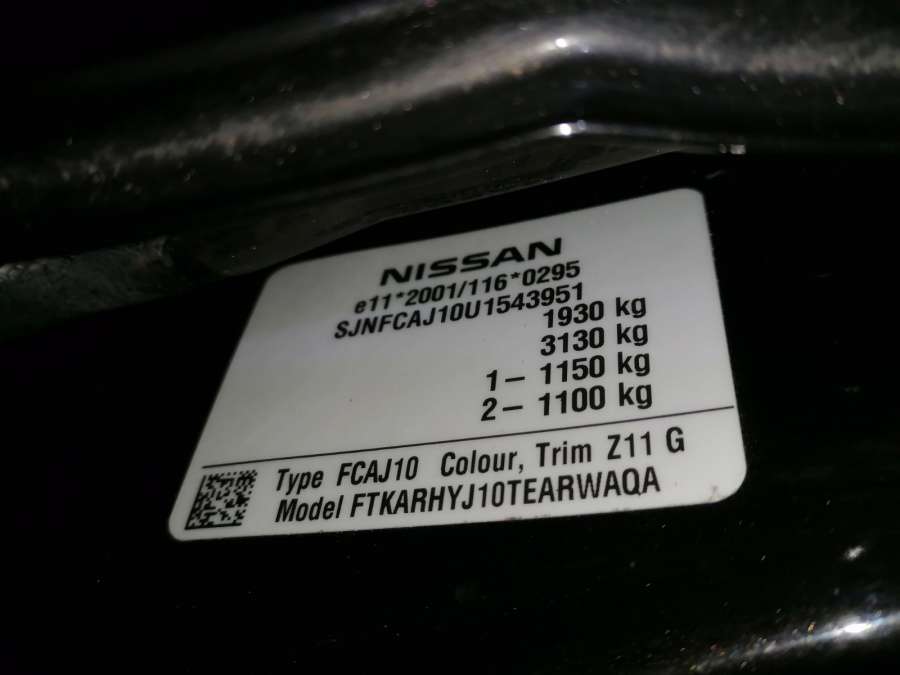 NISSAN
e11*2001/116*0295
SJNFCAJ10U1543951
1930 kg
3130 kg
1– 1150 kg
2– 1100 kg
Type FCAJ10 Colour, Trim Z11 G
Model FTKARHYJ10TEARWAQA